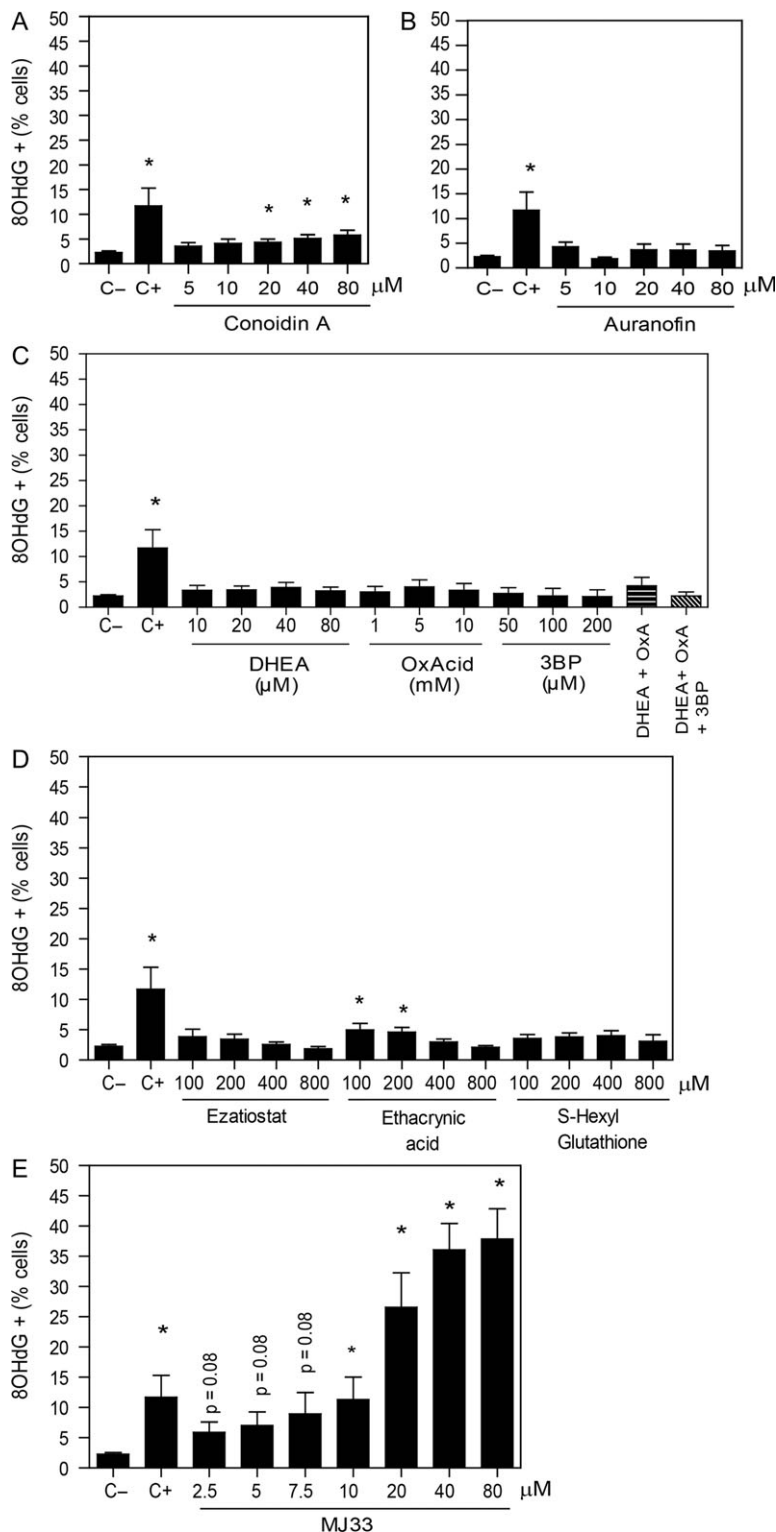 A
8OHdG + (% cells)
50
45
40
35
30
25
20
15
10
5
0
*
* * *
C– C+ 5 10 20 40 80 µM
Conoidin A
B
50
45
40
35
30
25
20
15
10
5
0
*
C– C+ 5 10 20 40 80 µM
Auranofin
C
8OHdG + (% cells)
50
45
40
35
30
25
20
15
10
5
0
*
C– C+ 10 20 40 80 1 5 10 50 100 200
DHEA OxAcid 3BP
(µM) (mM) (µM)
DHEA + OxA
DHEA+ OxA
+ 3BP
D
8OHdG + (% cells)
50
45
40
35
30
25
20
15
10
5
0
*
* *
C– C+ 100 200 400 800 100 200 400 800 100 200 400 800 µM
Ezatiostat Ethacrynic S-Hexyl
acid Glutathione
E
8OHdG + (% cells)
50
45
40
35
30
25
20
15
10
5
0
*
p = 0.08
p = 0.08
p = 0.08
*
* * *
C– C+ 2.5 5 7.5 10 20 40 80 µM
MJ33